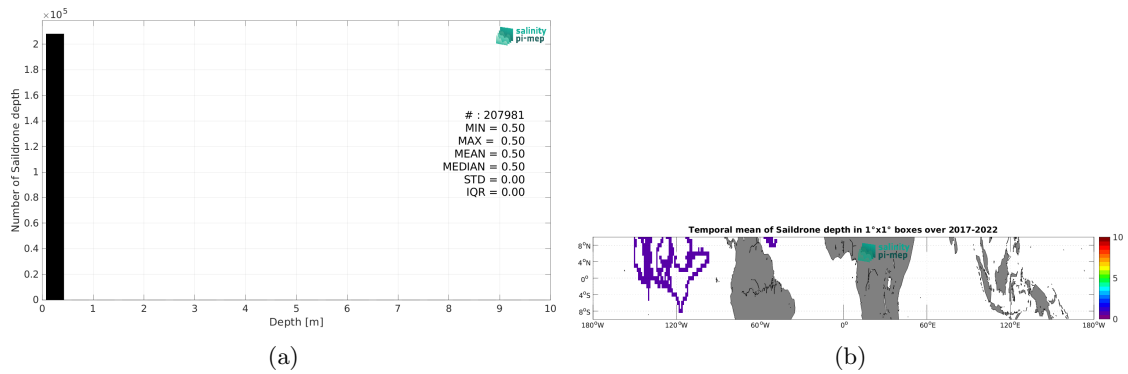 ×10⁵
2
1.8
1.6
1.4
1.2
1
0.8
0.6
0.4
0.2
0
Number of Saildrone depth
salinity
pi-mep
# : 207981
MIN = 0.50
MAX = 0.50
MEAN = 0.50
MEDIAN = 0.50
STD = 0.00
IQR = 0.00
0 1 2 3 4 5 6 7 8 9 10
Depth [m]
(a)
Temporal mean of Saildrone depth in 1°x1° boxes over 2017-2022
salinity
pi-mep
8°N
4°N
0°
4°S
8°S
180°W 120°W 60°W 0° 60°E 120°E 180°W
10
5
0
(b)